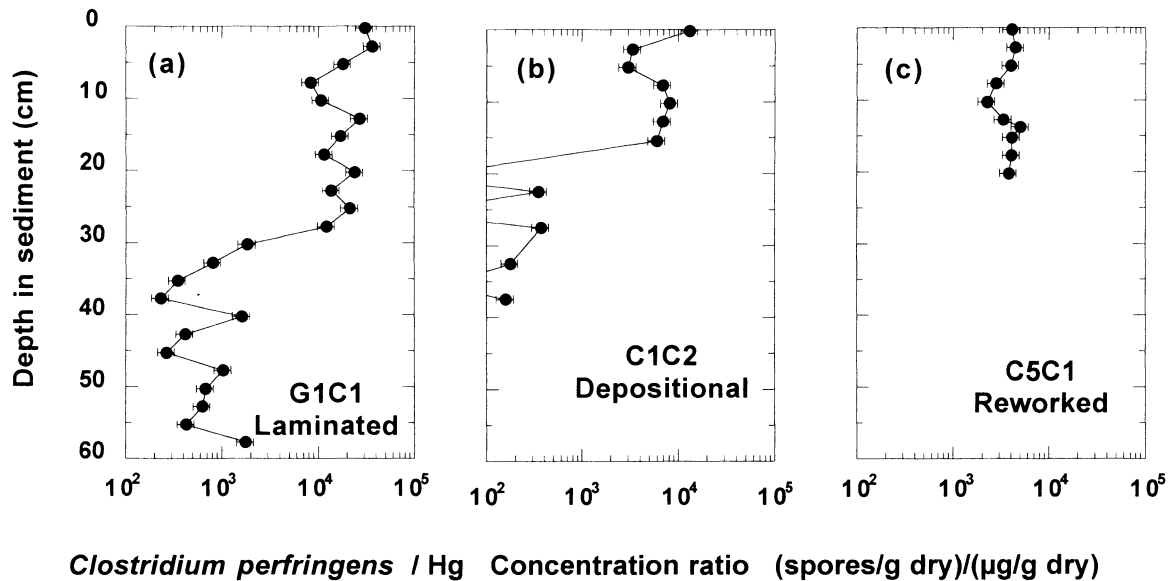 Depth in sediment (cm)
0
10
20
30
40
50
60
(a)
G1C1
Laminated
10² 10³ 10⁴ 10⁵
(b)
C1C2
Depositional
10² 10³ 10⁴ 10⁵
(c)
C5C1
Reworked
10² 10³ 10⁴ 10⁵
Clostridium perfringens / Hg Concentration ratio (spores/g dry)/(µg/g dry)